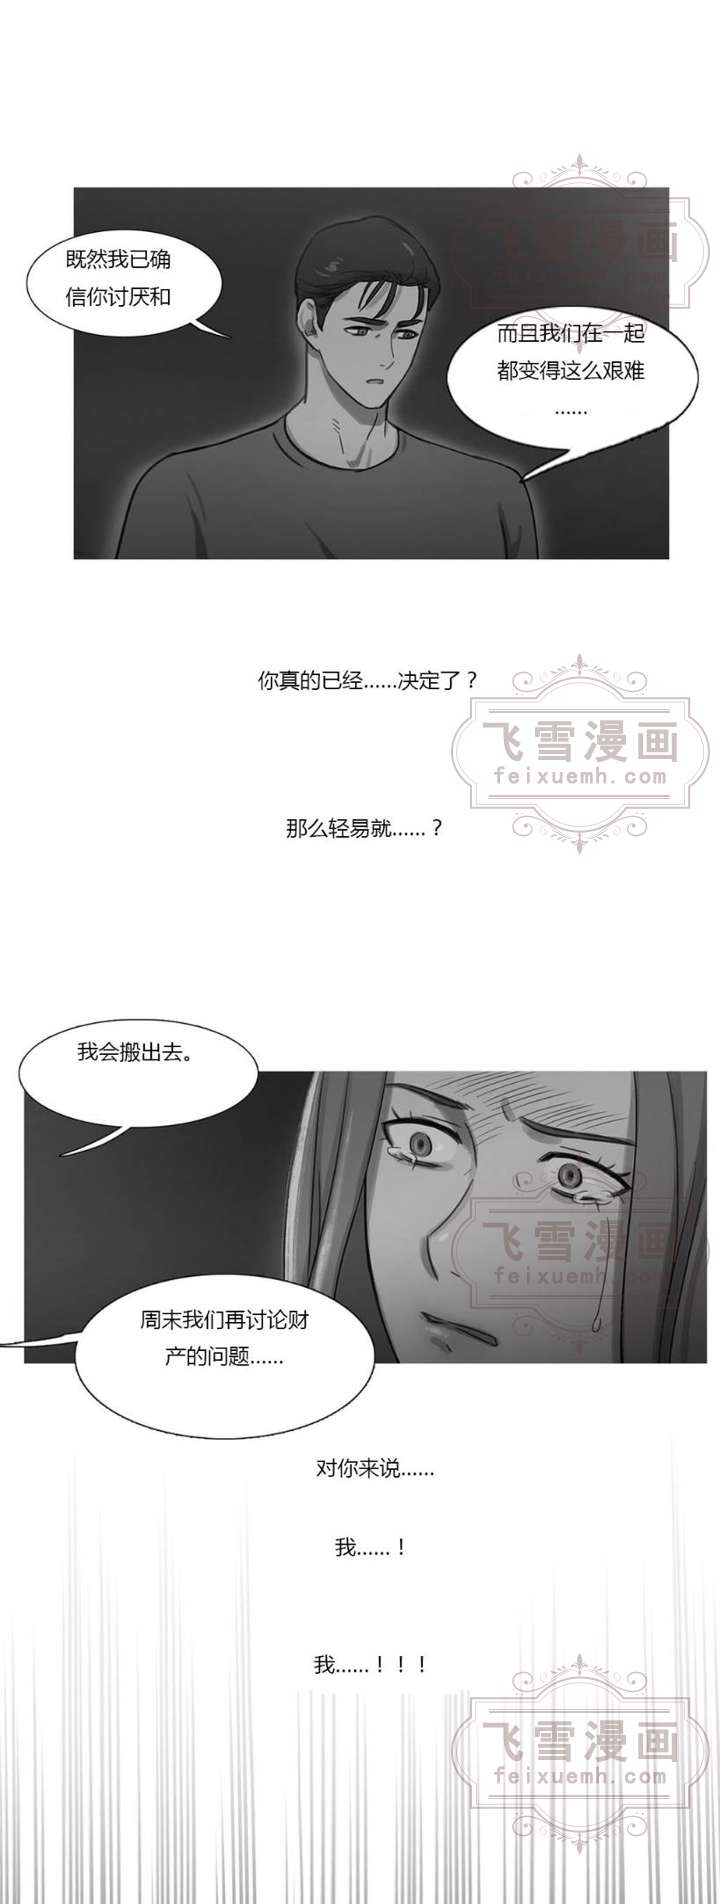 飞雪漫画
既然我已确
信你讨厌和
而且我们在一起
都变得这么艰难
……
你真的已经……决定了？
飞雪漫画
feixuemh.com
那么轻易就……？
我会搬出去。
飞雪漫画
feixuemh.com
周末我们再讨论财
产的问题……
对你来说……
我……！
我……！！！
飞雪漫画
feixuemh.com